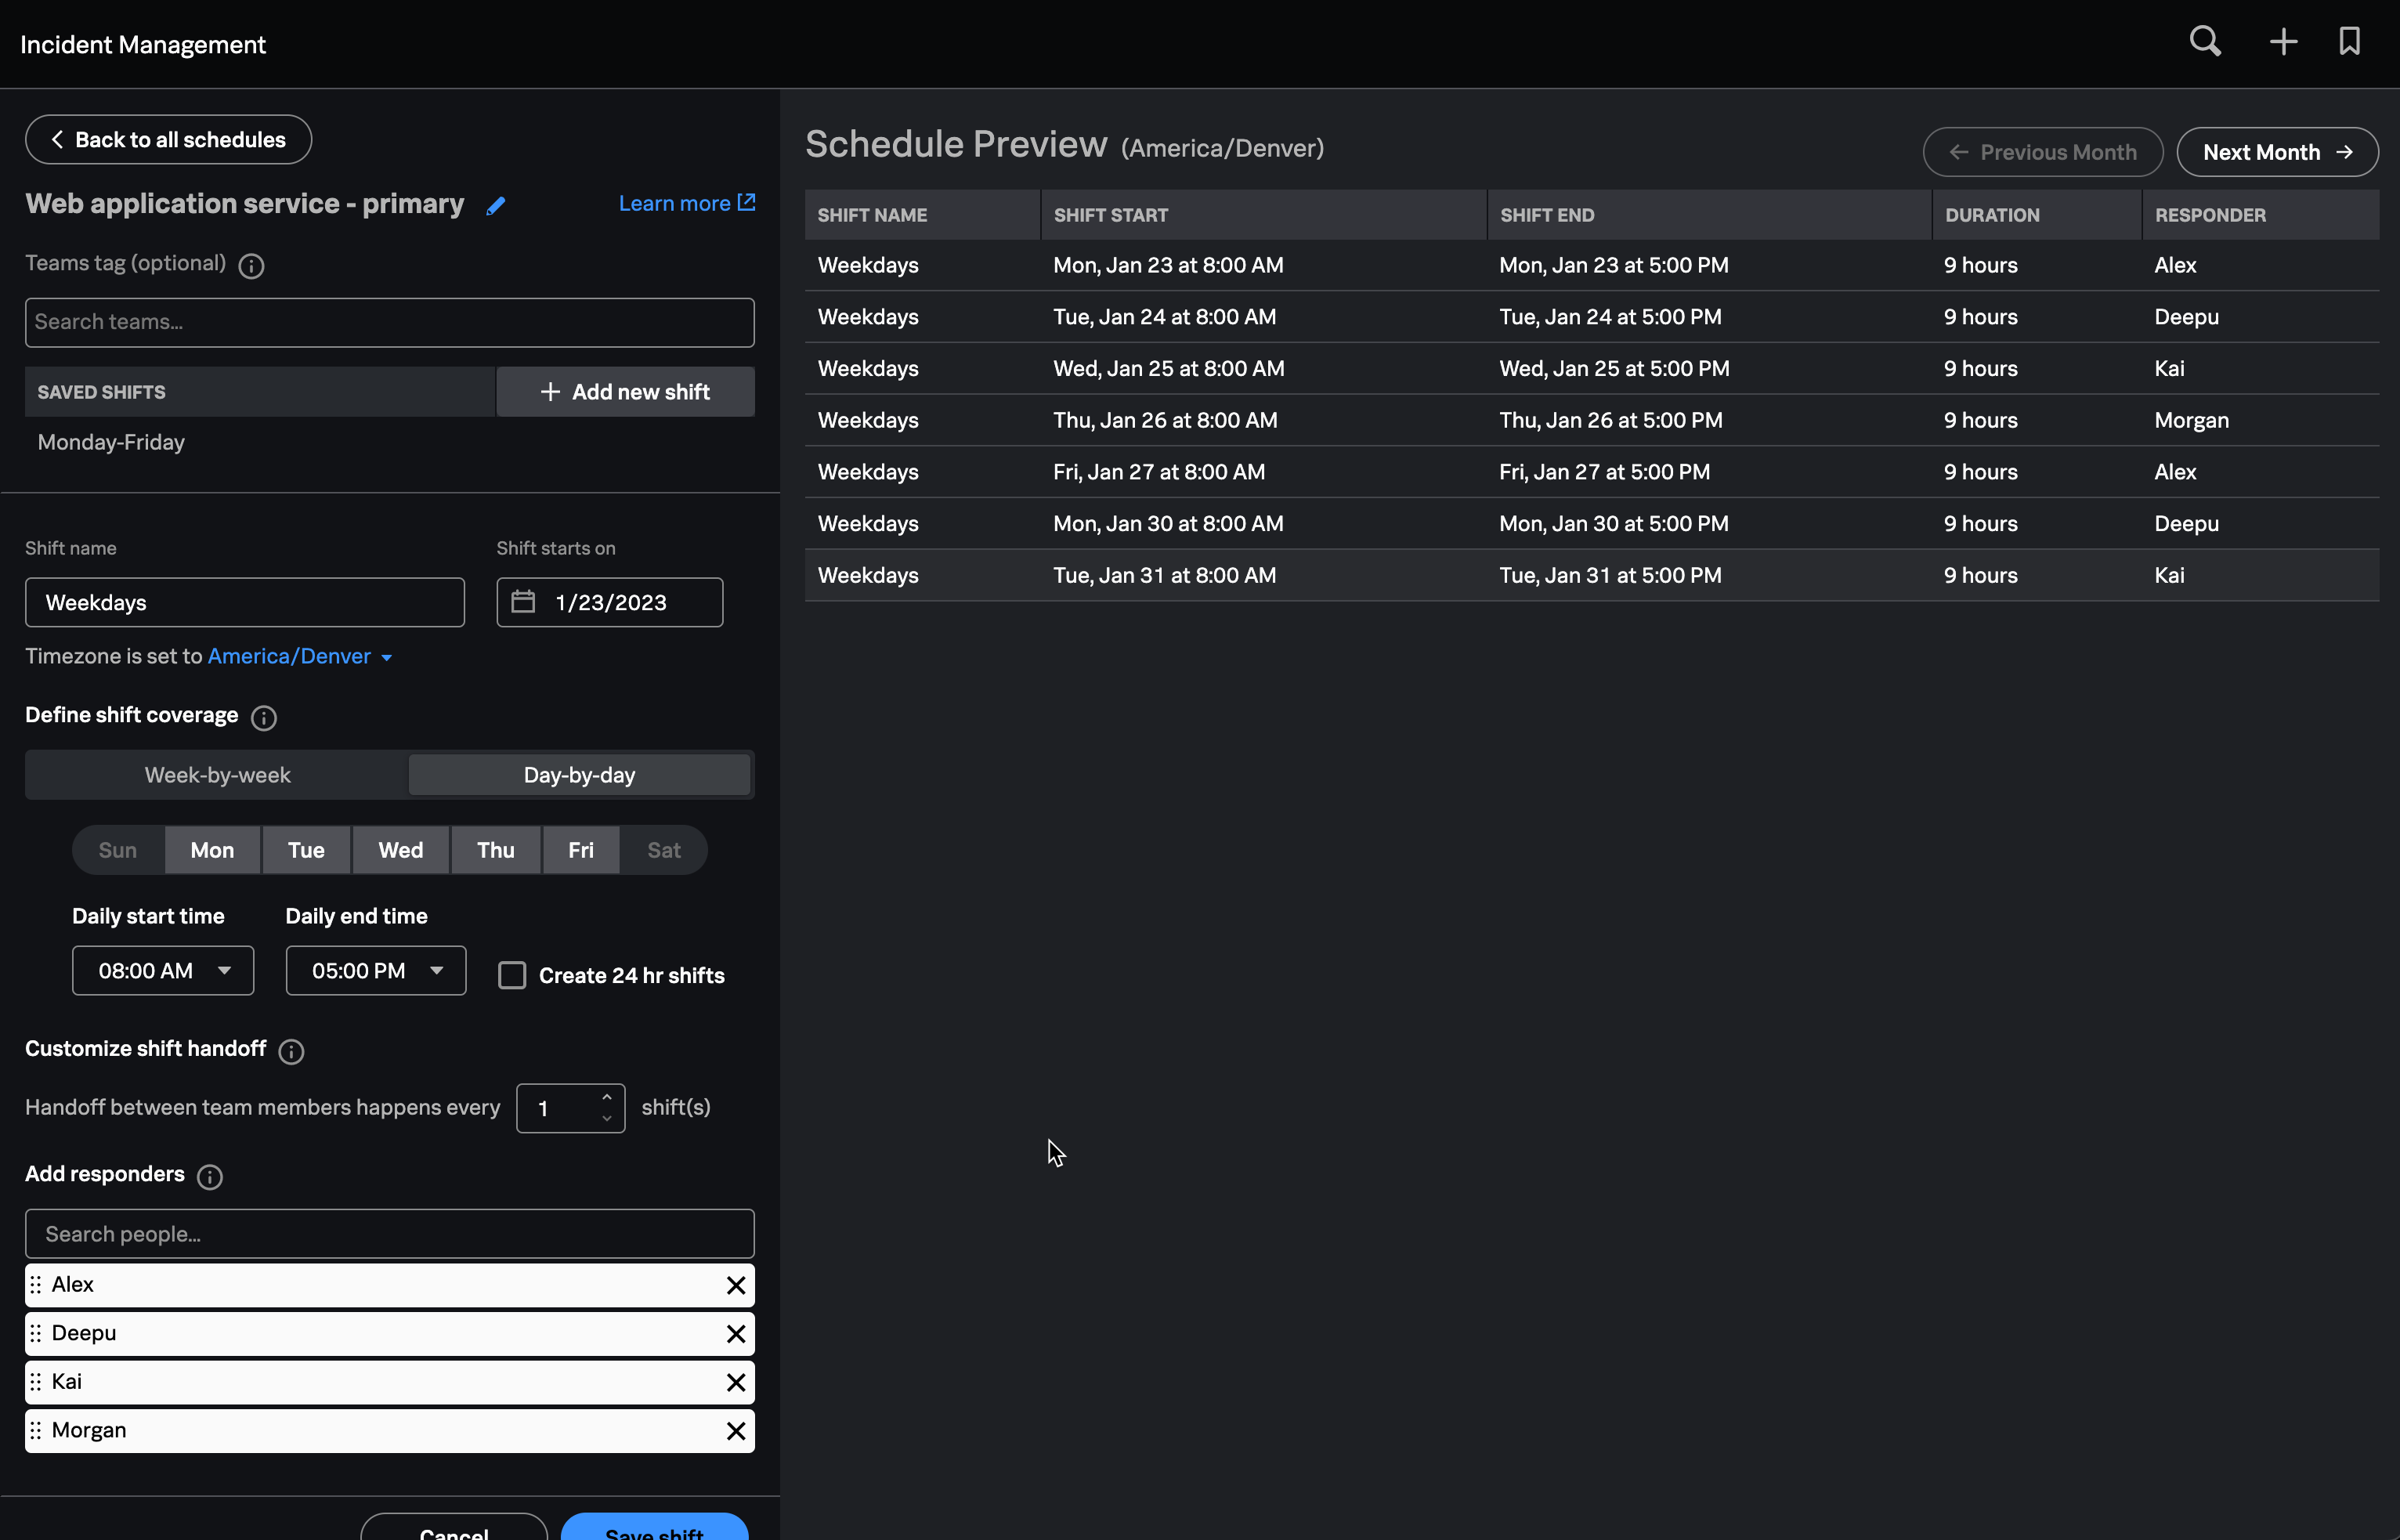 Incident Management
Back to all schedules
Web application service - primary
Learn more
Teams tag (optional)
Search teams...
SAVED SHIFTS
Add new shift
Monday-Friday
Shift name
Shift starts on
Weekdays
1/23/2023
Timezone is set to America/Denver
Define shift coverage
Week-by-week
Day-by-day
Sun Mon Tue Wed Thu Fri Sat
Daily start time
Daily end time
08:00 AM
05:00 PM
Create 24 hr shifts
Customize shift handoff
Handoff between team members happens every 1 shift(s)
Add responders
Search people...
Alex
Deepu
Kai
Morgan
Cancel
Save shift
Schedule Preview (America/Denver)
Previous Month
Next Month
SHIFT NAME SHIFT START SHIFT END DURATION RESPONDER
Weekdays Mon, Jan 23 at 8:00 AM Mon, Jan 23 at 5:00 PM 9 hours Alex
Weekdays Tue, Jan 24 at 8:00 AM Tue, Jan 24 at 5:00 PM 9 hours Deepu
Weekdays Wed, Jan 25 at 8:00 AM Wed, Jan 25 at 5:00 PM 9 hours Kai
Weekdays Thu, Jan 26 at 8:00 AM Thu, Jan 26 at 5:00 PM 9 hours Morgan
Weekdays Fri, Jan 27 at 8:00 AM Fri, Jan 27 at 5:00 PM 9 hours Alex
Weekdays Mon, Jan 30 at 8:00 AM Mon, Jan 30 at 5:00 PM 9 hours Deepu
Weekdays Tue, Jan 31 at 8:00 AM Tue, Jan 31 at 5:00 PM 9 hours Kai